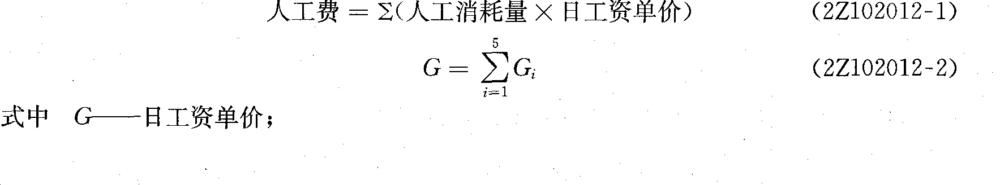 人工费 = Σ(人工消耗量 × 日工资单价) (2Z102012-1)
G = \sum_{i=1}^{5} G_i (2Z102012-2)
式中 G——日工资单价;